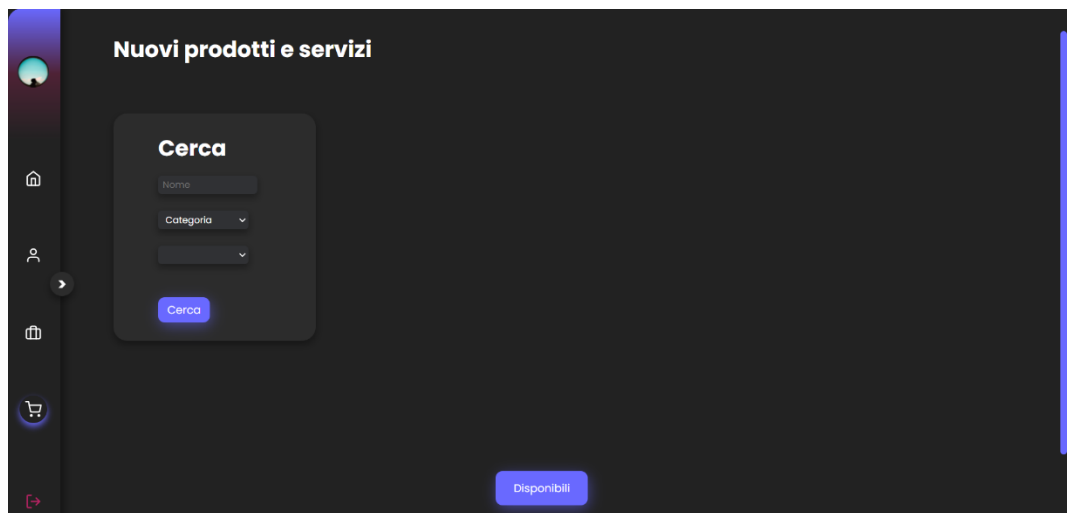 Nuovi prodotti e servizi
Cerca
Nome
Categoria
Cerca
Disponibili